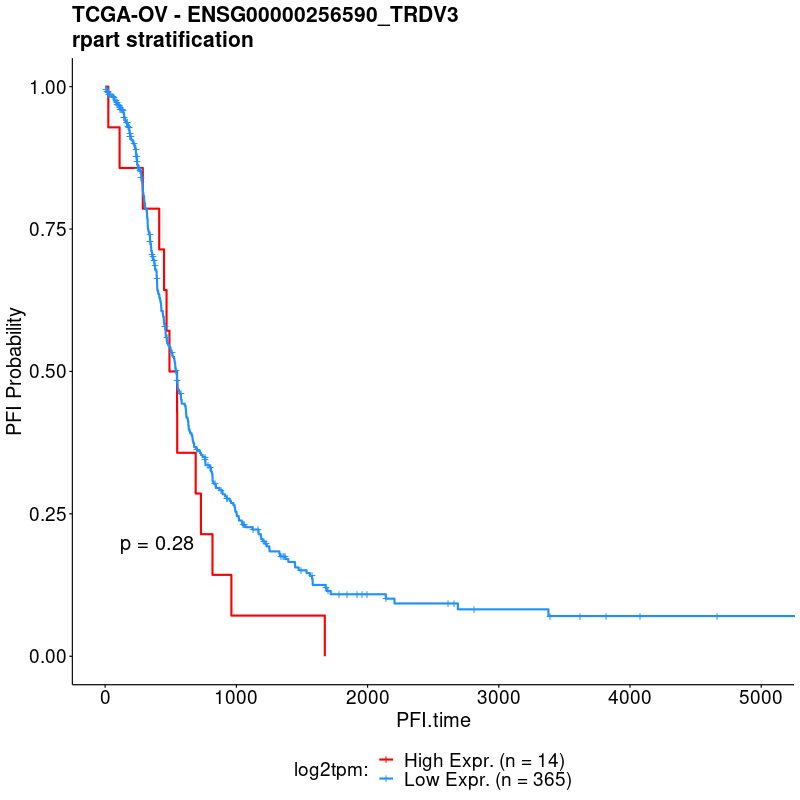 TCGA-OV - ENSG00000256590_TRDV3
rpart stratification
1.00
0.75
0.50
0.25
0.00
PFI Probability
p = 0.28
0 1000 2000 3000 4000 5000
PFI.time
log2tpm:
High Expr. (n = 14)
Low Expr. (n = 365)